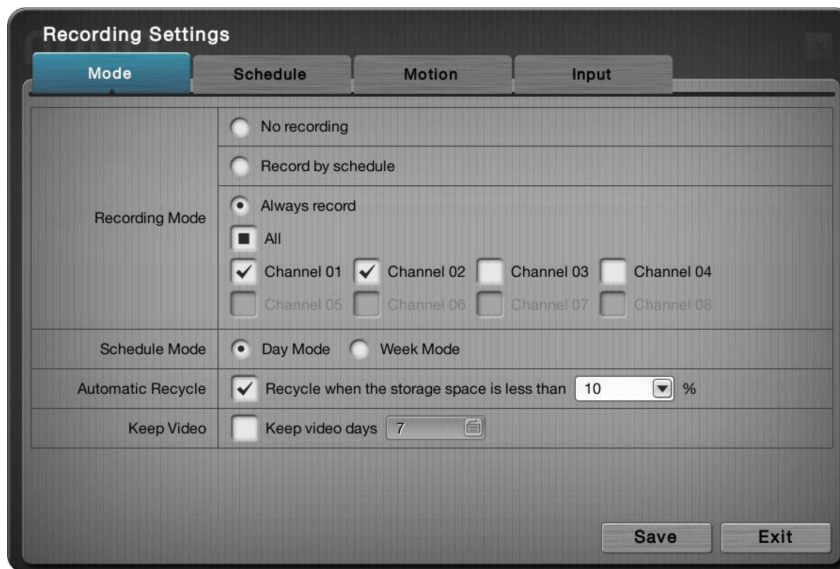 Recording Settings
Mode Schedule Motion Input
No recording
Record by schedule
Recording Mode
Always record
All
Channel 01 Channel 02 Channel 03 Channel 04
Channel 05 Channel 06 Channel 07 Channel 08
Schedule Mode Day Mode Week Mode
Automatic Recycle Recycle when the storage space is less than 10 %
Keep Video Keep video days 7
Save Exit